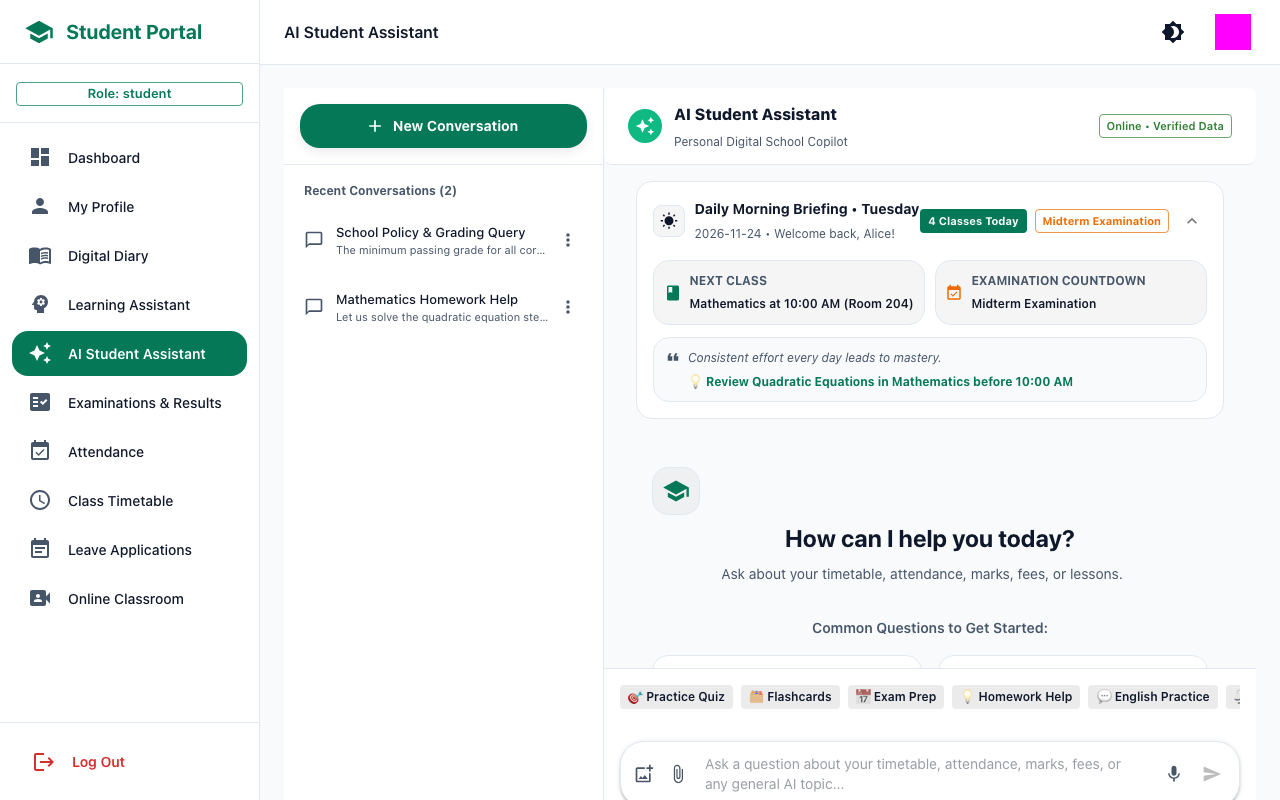 Student Portal
Role: student
Dashboard
My Profile
Digital Diary
Learning Assistant
AI Student Assistant
Examinations & Results
Attendance
Class Timetable
Leave Applications
Online Classroom
Log Out
AI Student Assistant
New Conversation
Recent Conversations (2)
School Policy & Grading Query
The minimum passing grade for all cor...
Mathematics Homework Help
Let us solve the quadratic equation ste...
AI Student Assistant
Personal Digital School Copilot
Online • Verified Data
Daily Morning Briefing • Tuesday
2026-11-24 • Welcome back, Alice!
4 Classes Today
Midterm Examination
NEXT CLASS
Mathematics at 10:00 AM (Room 204)
EXAMINATION COUNTDOWN
Midterm Examination
Consistent effort every day leads to mastery.
Review Quadratic Equations in Mathematics before 10:00 AM
How can I help you today?
Ask about your timetable, attendance, marks, fees, or lessons.
Common Questions to Get Started:
Practice Quiz
Flashcards
Exam Prep
Homework Help
English Practice
Ask a question about your timetable, attendance, marks, fees, or
any general AI topic...